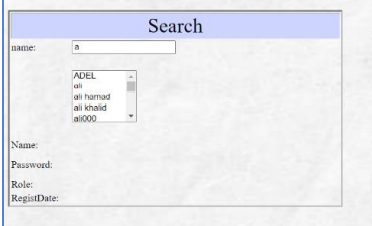 Search
name: a
ADEL
ali
ali hamad
ali khalid
ali000
Name:
Password:
Role:
RegistDate: